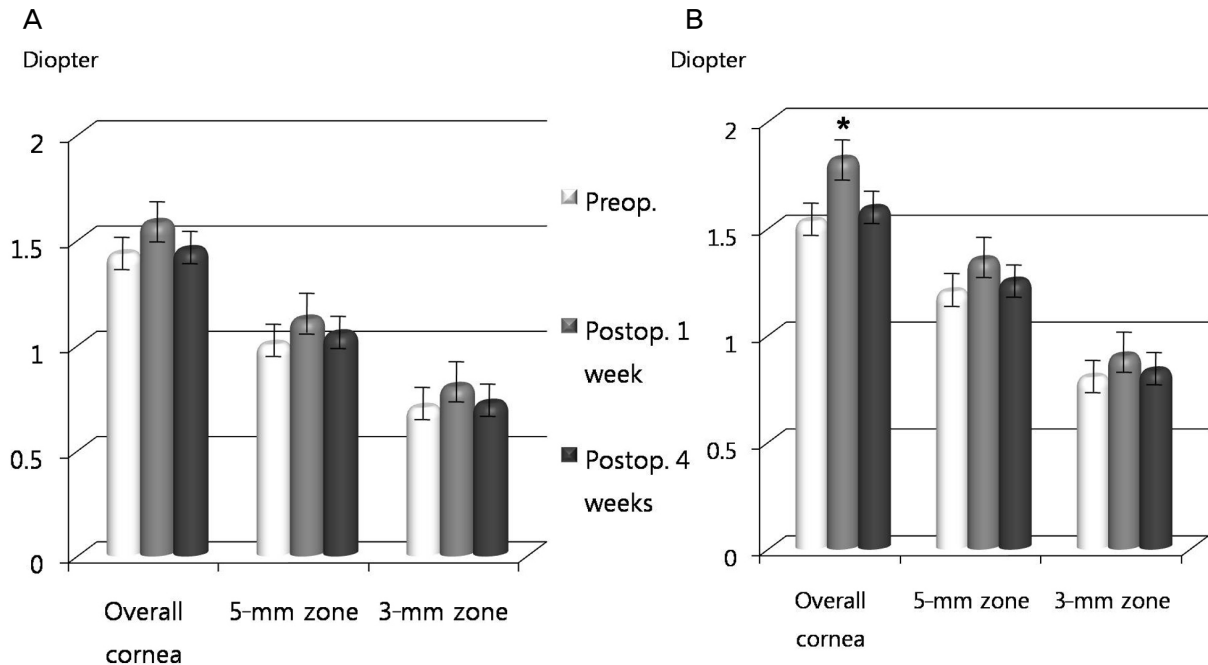 A
Diopter
2
1.5
1
0.5
0
Overall
cornea
5-mm zone
3-mm zone
Preop.
Postop. 1
week
Postop. 4
weeks
B
Diopter
*
2
1.5
1
0.5
0
Overall
cornea
5-mm zone
3-mm zone